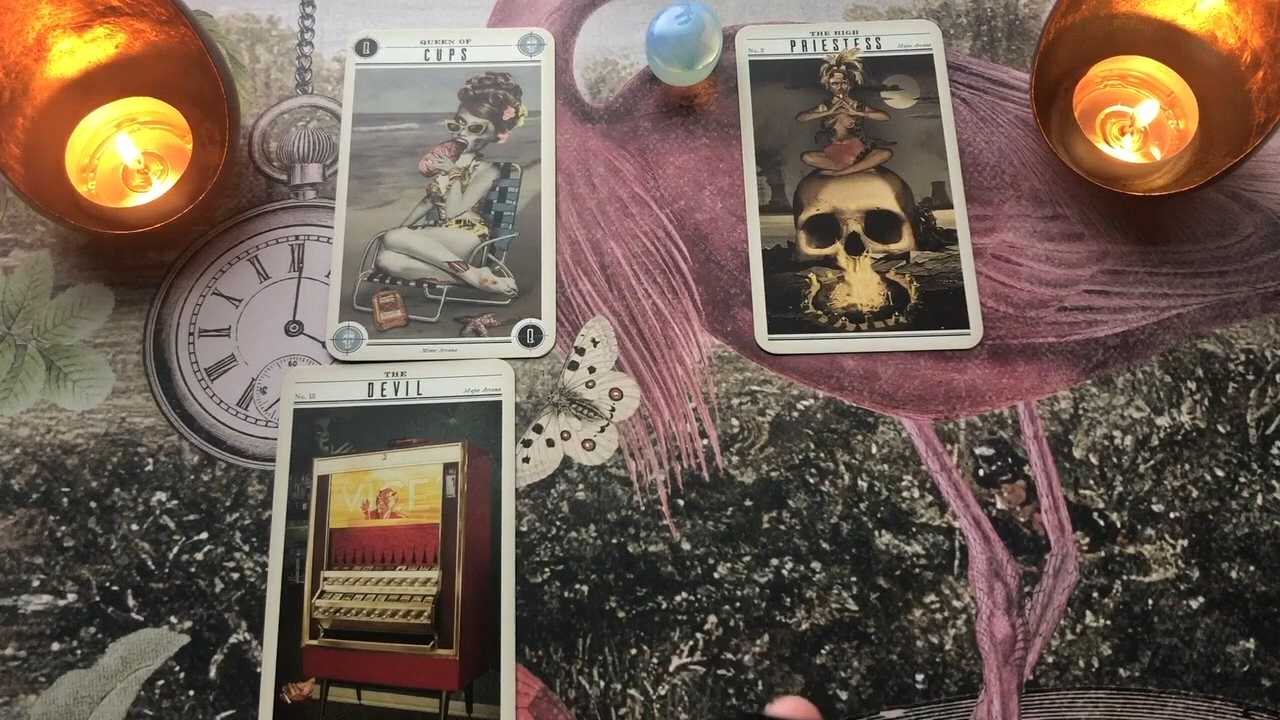 Q
QUEEN OF
CUPS
Minor Arcana
Q
THE HIGH
No. 2
PRIESTESS
Major Arcana
THE
No. 15
DEVIL
Major Arcana
VICE
60